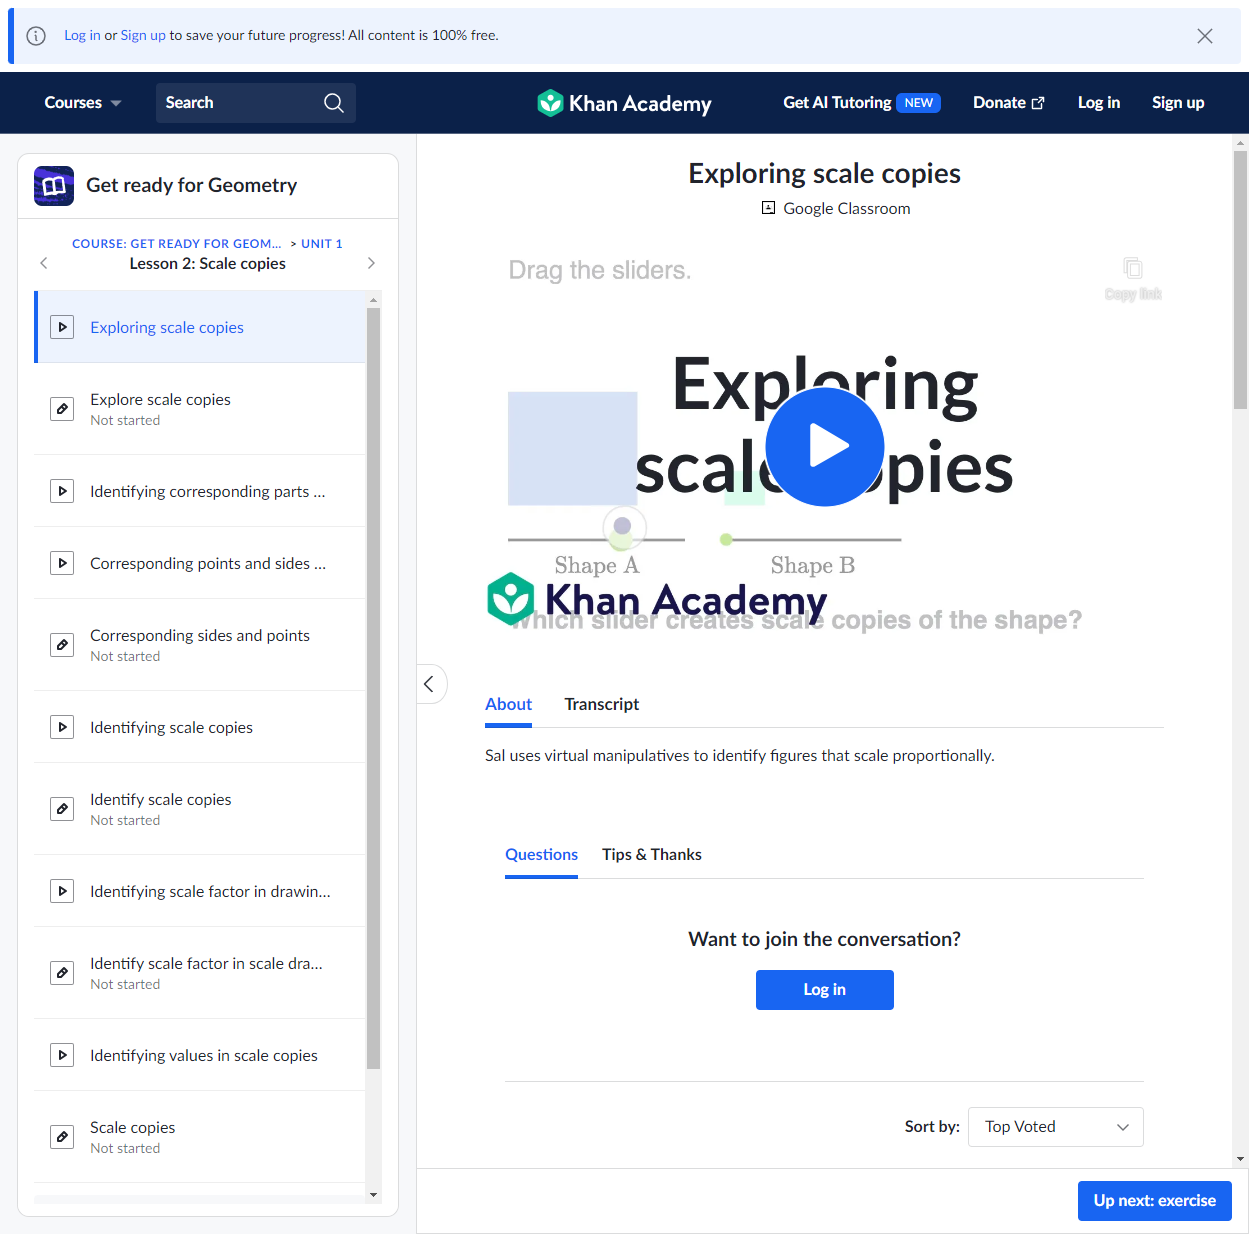 Log in or Sign up to save your future progress! All content is 100% free.
Courses
Search
Khan Academy
Get AI Tutoring NEW
Donate
Log in
Sign up
Get ready for Geometry
COURSE: GET READY FOR GEOM... > UNIT 1
Lesson 2: Scale copies
Exploring scale copies
Explore scale copies
Not started
Identifying corresponding parts ...
Corresponding points and sides ...
Corresponding sides and points
Not started
Identifying scale copies
Identify scale copies
Not started
Identifying scale factor in drawin...
Identify scale factor in scale dra...
Not started
Identifying values in scale copies
Scale copies
Not started
Exploring scale copies
Google Classroom
Drag the sliders.
Copy link
Exploring
scale copies
Shape A
Shape B
Khan Academy
Which slider creates scale copies of the shape?
About
Transcript
Sal uses virtual manipulatives to identify figures that scale proportionally.
Questions
Tips & Thanks
Want to join the conversation?
Log in
Sort by:
Top Voted
Up next: exercise